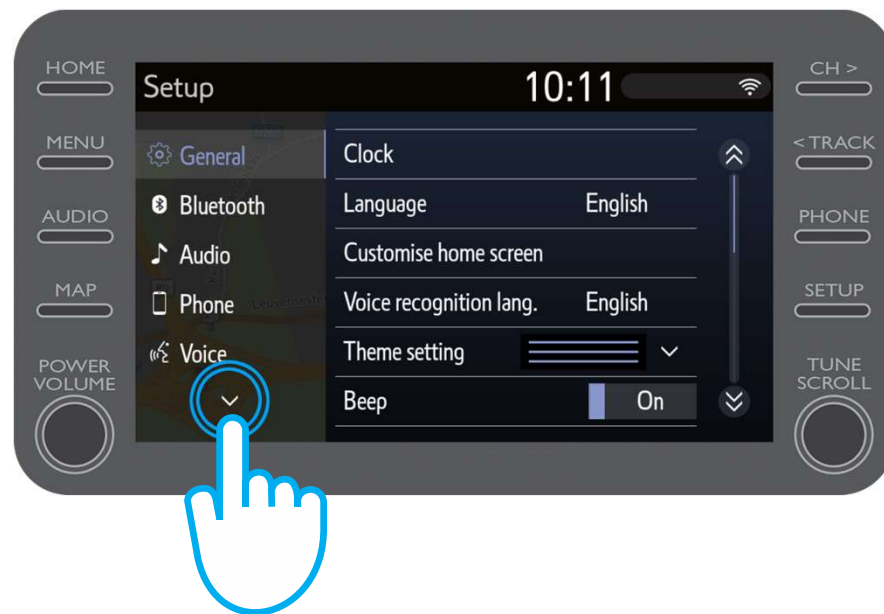 HOME
MENU
AUDIO
MAP
POWER
VOLUME
Setup 10:11
General
Bluetooth
Audio
Phone
Voice
Clock
Language English
Customise home screen
Voice recognition lang. English
Theme setting
Beep On
CH >
< TRACK
PHONE
SETUP
TUNE
SCROLL